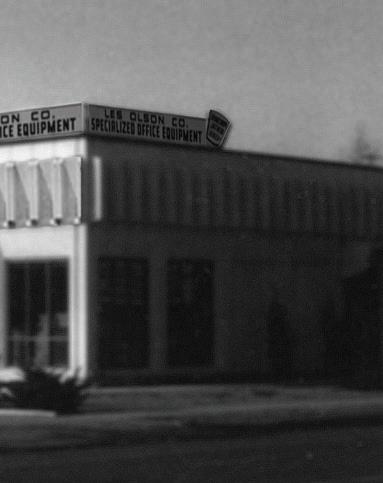 ON CO.
ICE EQUIPMENT
LES OLSON CO.
SPECIALIZED OFFICE EQUIPMENT